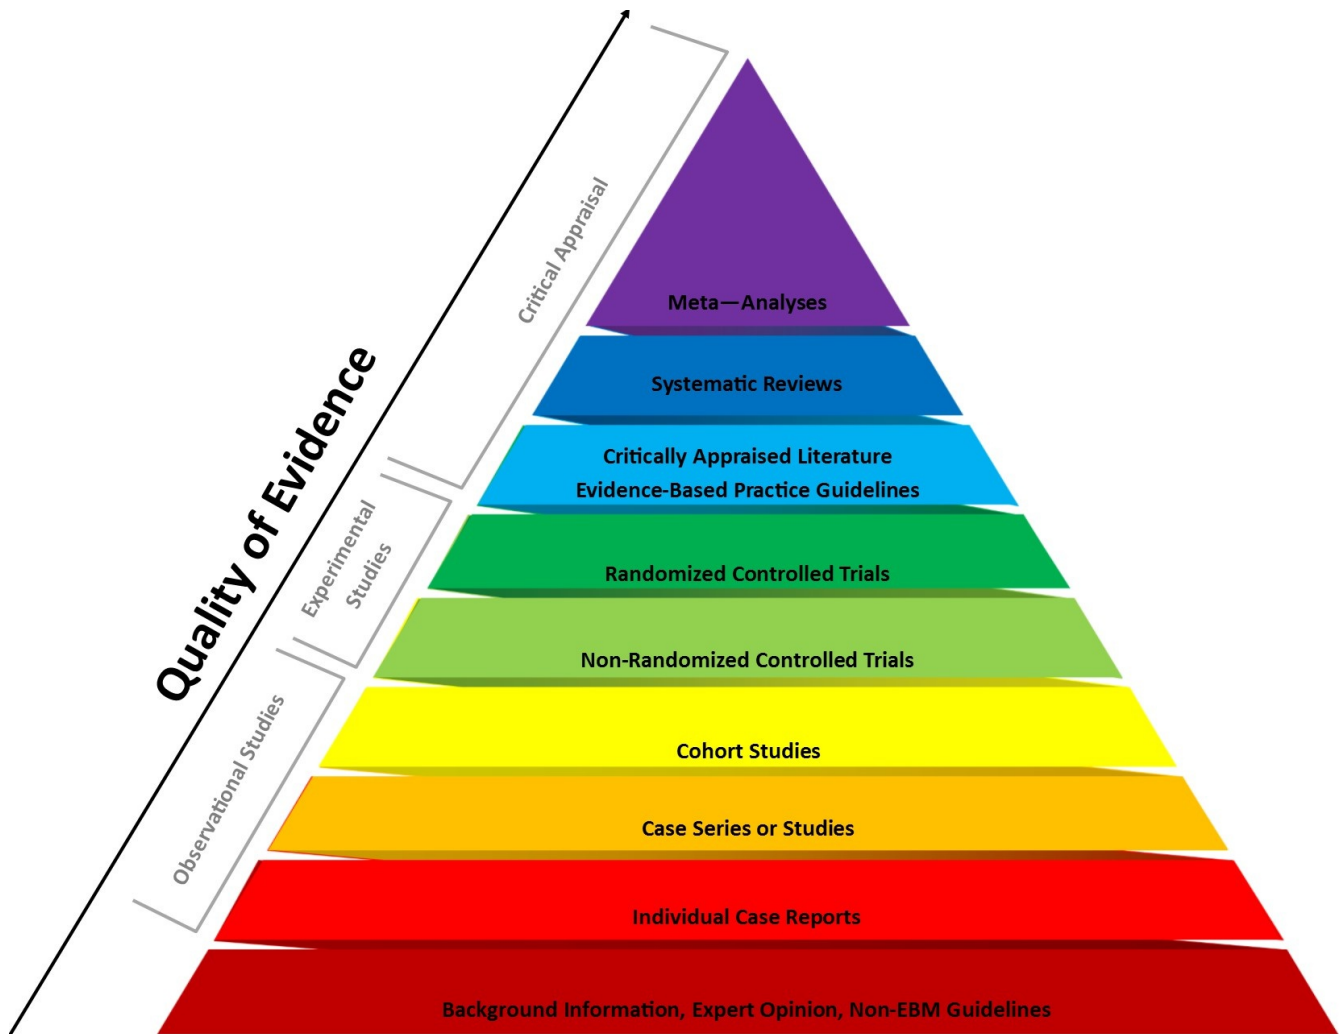 Quality of Evidence
Critical Appraisal
Experimental
Studies
Observational Studies
Meta—Analyses
Systematic Reviews
Critically Appraised Literature
Evidence-Based Practice Guidelines
Randomized Controlled Trials
Non-Randomized Controlled Trials
Cohort Studies
Case Series or Studies
Individual Case Reports
Background Information, Expert Opinion, Non-EBM Guidelines